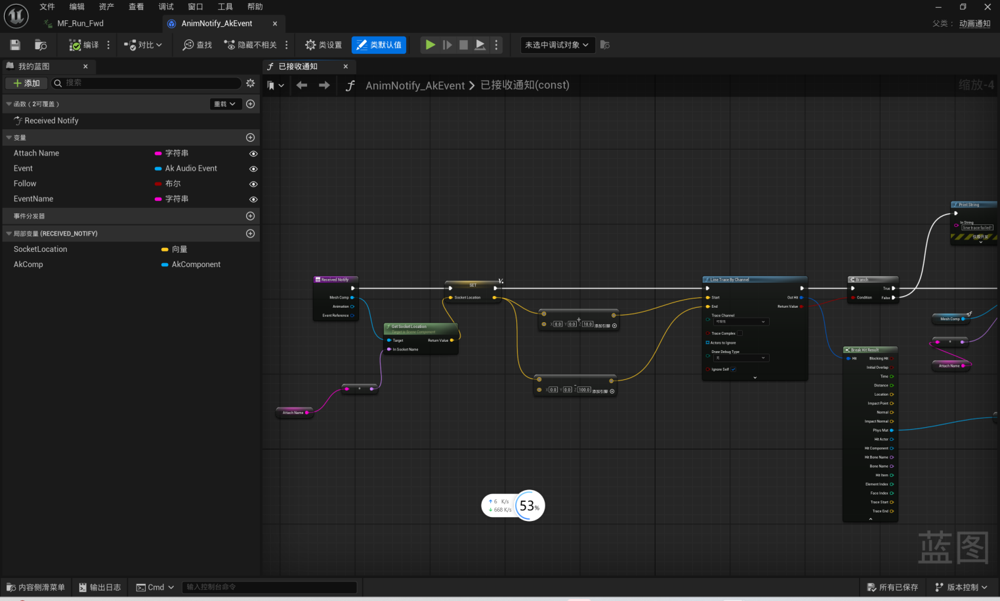 文件 编辑 资产 查看 调试 窗口 工具 帮助
MF_Run_Fwd
AnimNotify_AkEvent
父类： 动画通知
编译
对比
查找
隐藏不相关
类设置
类默认值
未选中调试对象
我的蓝图
已接收通知
添加
搜索
AnimNotify_AkEvent > 已接收通知(const)
缩放-4
函数（2可覆盖）
重载
Received Notify
变量
Attach Name 字符串
Event Ak Audio Event
Follow 布尔
EventName 字符串
事件分发器
局部变量 (RECEIVED_NOTIFY)
SocketLocation 向量
AkComp AkComponent
Received Notify
Mesh Comp
Animation
Event Reference
SET
Socket Location
Get Socket Location
Target is Scene Component
Target
Return Value
In Socket Name
Attach Name
X 0.0 Y 0.0 Z 10.0 添加引脚
X 0.0 Y 0.0 Z 100.0 添加引脚
Line Trace By Channel
Start
Out Hit
End
Return Value
Trace Channel
可视性
Trace Complex
Actors to Ignore
Draw Debug Type
无
Ignore Self
Branch
True
Condition
False
Print String
In String
line trace failed!
Mesh Comp
Attach Name
Break Hit Result
Hit
Blocking Hit
Initial Overlap
Time
Distance
Location
Impact Point
Normal
Impact Normal
Phys Mat
Hit Actor
Hit Component
Hit Bone Name
Bone Name
Hit Item
Element Index
Face Index
Trace Start
Trace End
6 K/s
668 K/s
53%
蓝图
内容侧滑菜单
输出日志
Cmd
输入控制台命令
所有已保存
版本控制